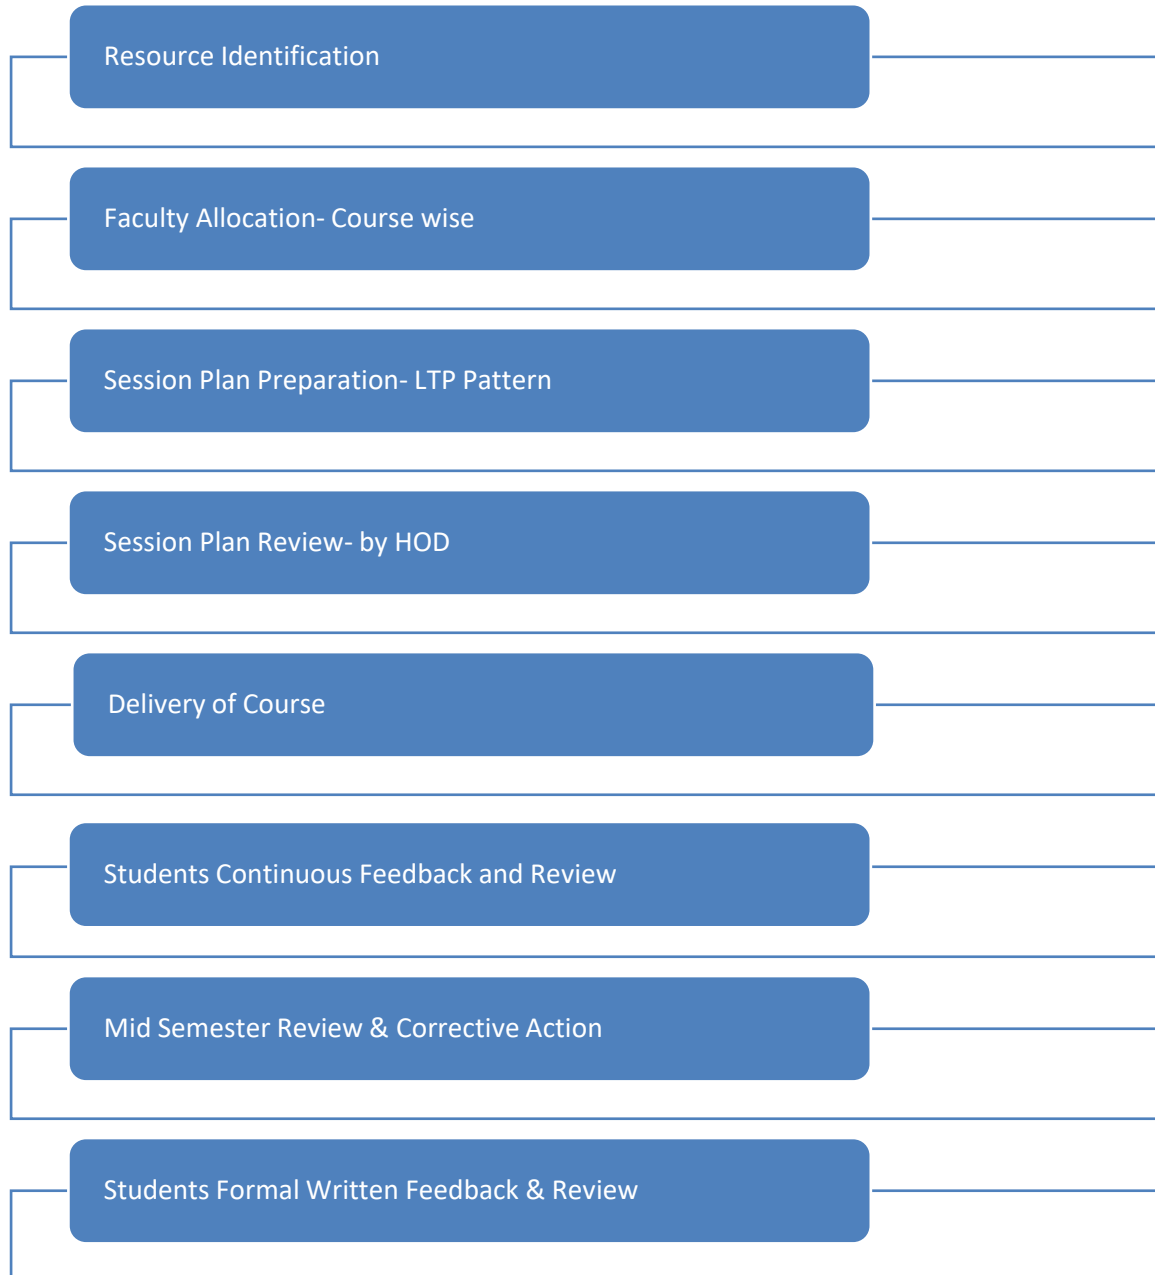 Resource Identification
Faculty Allocation- Course wise
Session Plan Preparation- LTP Pattern
Session Plan Review- by HOD
Delivery of Course
Students Continuous Feedback and Review
Mid Semester Review & Corrective Action
Students Formal Written Feedback & Review